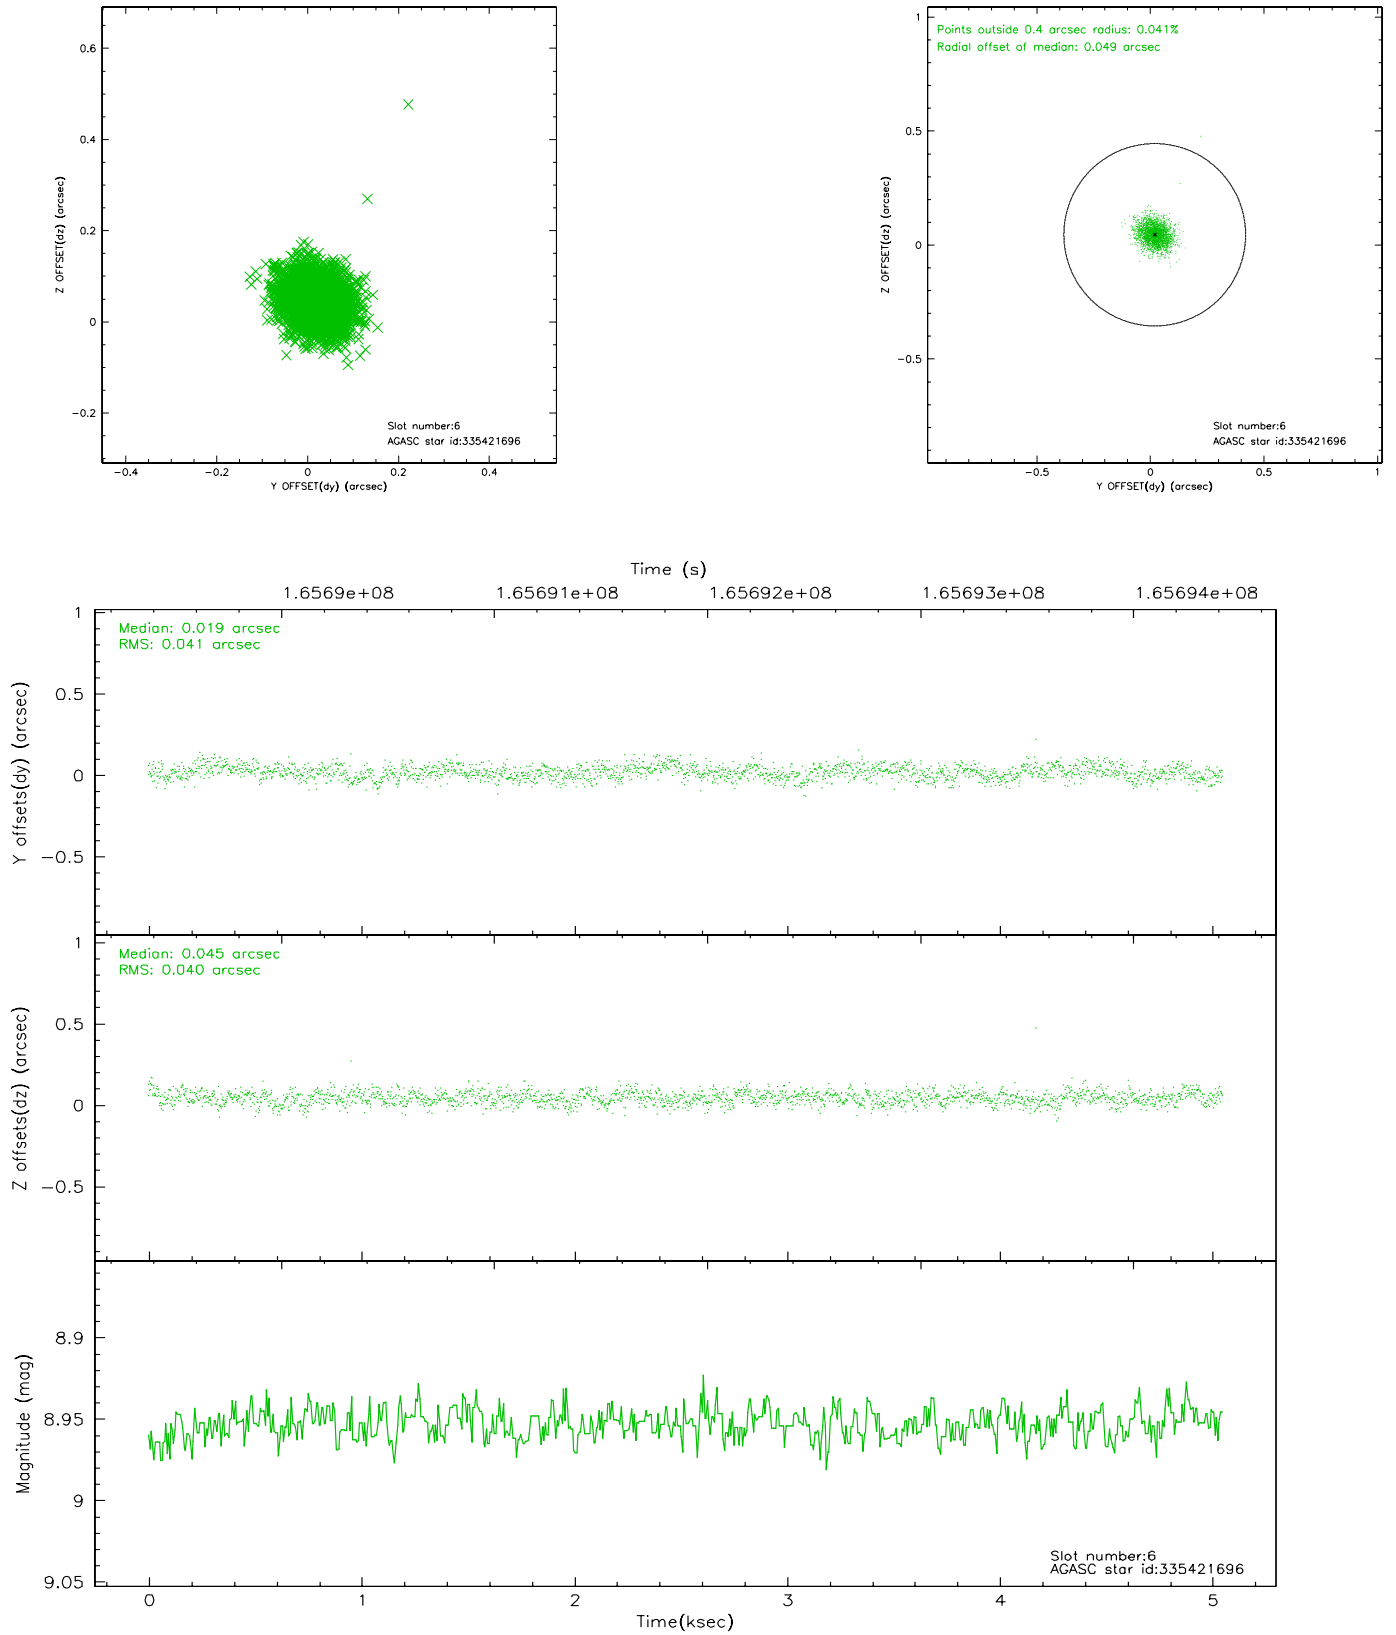 0.6
0.4
0.2
0
−0.2
Z OFFSET(dz) (arcsec)
Slot number:6
AGASC star id:335421696
−0.4 −0.2 0 0.2 0.4
Y OFFSET(dy) (arcsec)
1
0.5
0
−0.5
Z OFFSET(dz) (arcsec)
Points outside 0.4 arcsec radius: 0.041%
Radial offset of median: 0.049 arcsec
Slot number:6
AGASC star id:335421696
−0.5 0 0.5 1
Y OFFSET(dy) (arcsec)
Time (s)
1.6569e+08 1.65691e+08 1.65692e+08 1.65693e+08 1.65694e+08
1
0.5
0
−0.5
Y offsets(dy) (arcsec)
Median: 0.019 arcsec
RMS: 0.041 arcsec
1
0.5
0
−0.5
Z offsets(dz) (arcsec)
Median: 0.045 arcsec
RMS: 0.040 arcsec
8.9
8.95
9
9.05
Magnitude (mag)
Slot number:6
AGASC star id:335421696
0 1 2 3 4 5
Time(ksec)